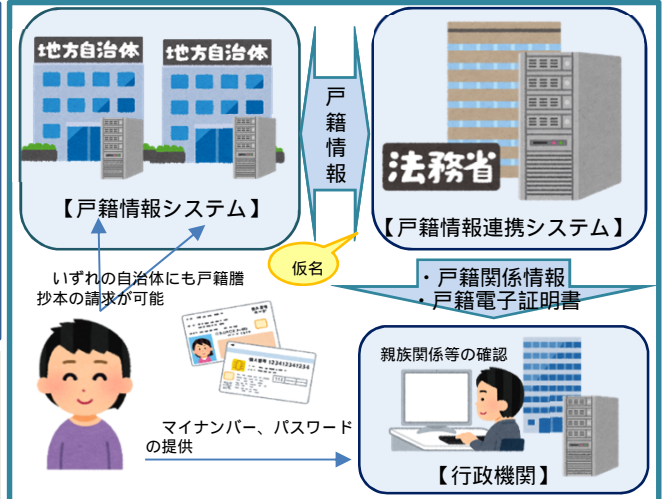 地方自治体
地方自治体
【戸籍情報システム】
戸籍情報
法務省
【戸籍情報連携システム】
仮名
・戸籍関係情報
・戸籍電子証明書
いずれの自治体にも戸籍謄
抄本の請求が可能
個人番号 123412341234
マイナンバー、パスワード
の提供
親族関係等の確認
【行政機関】